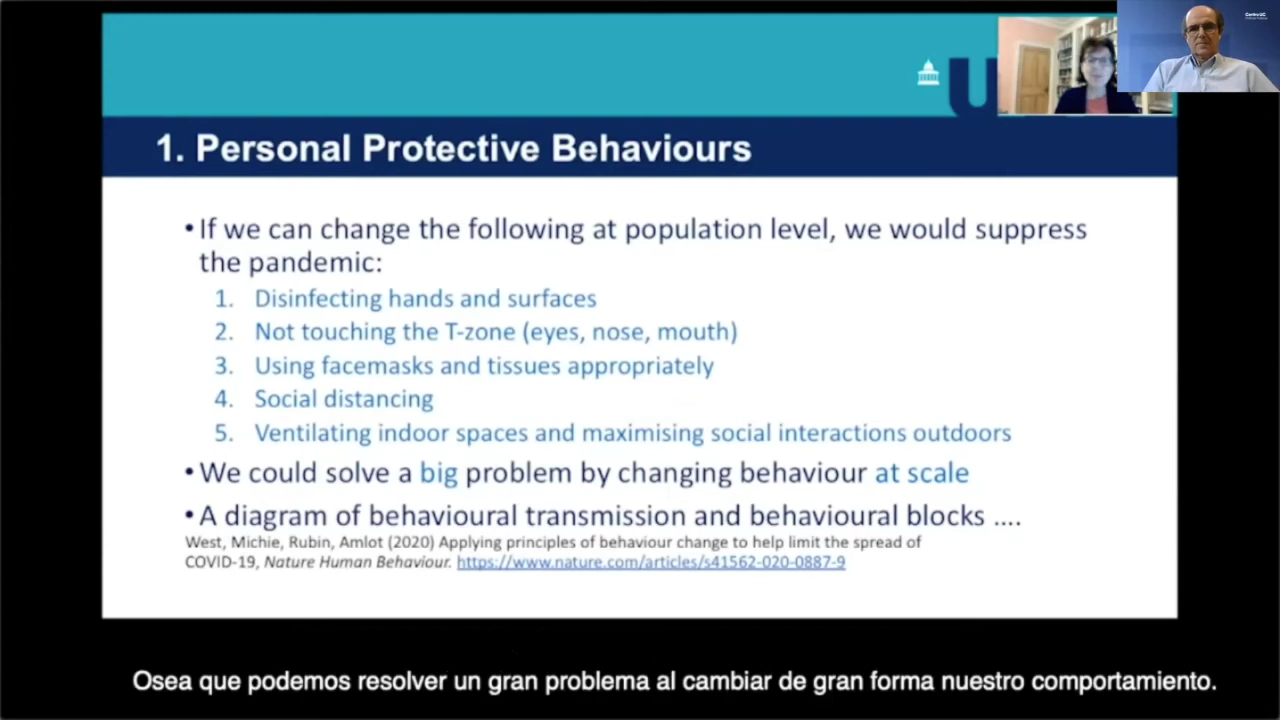 Centro UC
U
1. Personal Protective Behaviours
•If we can change the following at population level, we would suppress
the pandemic:
1. Disinfecting hands and surfaces
2. Not touching the T-zone (eyes, nose, mouth)
3. Using facemasks and tissues appropriately
4. Social distancing
5. Ventilating indoor spaces and maximising social interactions outdoors
•We could solve a big problem by changing behaviour at scale
•A diagram of behavioural transmission and behavioural blocks ....
West, Michie, Rubin, Amlot (2020) Applying principles of behaviour change to help limit the spread of
COVID-19, Nature Human Behaviour. https://www.nature.com/articles/s41562-020-0887-9
Osea que podemos resolver un gran problema al cambiar de gran forma nuestro comportamiento.